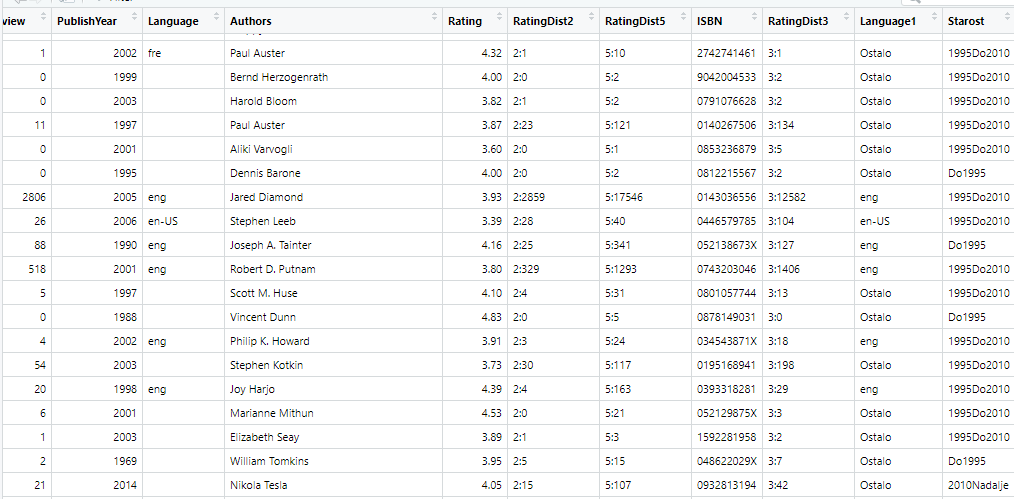 view PublishYear Language Authors Rating RatingDist2 RatingDist5 ISBN RatingDist3 Language1 Starost
1 2002 fre Paul Auster 4.32 2:1 5:10 2742741461 3:1 Ostalo 1995Do2010
0 1999 Bernd Herzogenrath 4.00 2:0 5:2 9042004533 3:2 Ostalo 1995Do2010
0 2003 Harold Bloom 3.82 2:1 5:2 0791076628 3:2 Ostalo 1995Do2010
11 1997 Paul Auster 3.87 2:23 5:121 0140267506 3:134 Ostalo 1995Do2010
0 2001 Aliki Varvogli 3.60 2:0 5:1 0853236879 3:5 Ostalo 1995Do2010
0 1995 Dennis Barone 4.00 2:0 5:2 0812215567 3:2 Ostalo Do1995
2806 2005 eng Jared Diamond 3.93 2:2859 5:17546 0143036556 3:12582 eng 1995Do2010
26 2006 en-US Stephen Leeb 3.39 2:28 5:40 0446579785 3:104 en-US 1995Do2010
88 1990 eng Joseph A. Tainter 4.16 2:25 5:341 052138673X 3:127 eng Do1995
518 2001 eng Robert D. Putnam 3.80 2:329 5:1293 0743203046 3:1406 eng 1995Do2010
5 1997 Scott M. Huse 4.10 2:4 5:31 0801057744 3:13 Ostalo 1995Do2010
0 1988 Vincent Dunn 4.83 2:0 5:5 0878149031 3:0 Ostalo Do1995
4 2002 eng Philip K. Howard 3.91 2:3 5:24 034543871X 3:18 eng 1995Do2010
54 2003 Stephen Kotkin 3.73 2:30 5:117 0195168941 3:198 Ostalo 1995Do2010
20 1998 eng Joy Harjo 4.39 2:4 5:163 0393318281 3:29 eng 1995Do2010
6 2001 Marianne Mithun 4.53 2:0 5:21 052129875X 3:3 Ostalo 1995Do2010
1 2003 Elizabeth Seay 3.89 2:1 5:3 1592281958 3:2 Ostalo 1995Do2010
2 1969 William Tomkins 3.95 2:5 5:15 048622029X 3:7 Ostalo Do1995
21 2014 Nikola Tesla 4.05 2:15 5:107 0932813194 3:42 Ostalo 2010Nadalje